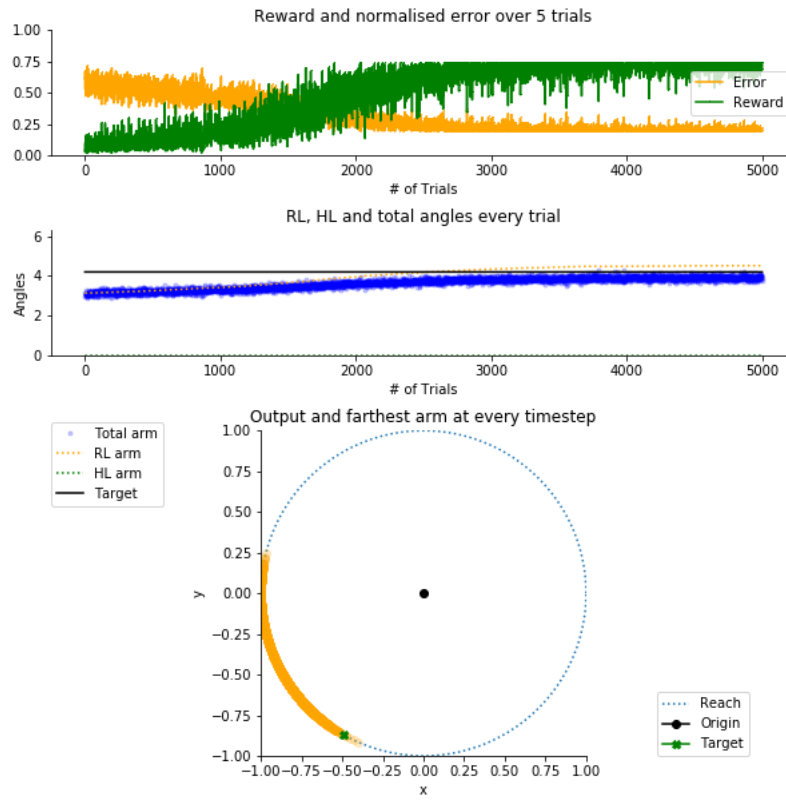 Reward and normalised error over 5 trials
1.00
0.75
0.50
0.25
0.00
Error
Reward
0 1000 2000 3000 4000 5000
# of Trials
RL, HL and total angles every trial
6
4
2
0
Angles
0 1000 2000 3000 4000 5000
# of Trials
Output and farthest arm at every timestep
Total arm
RL arm
HL arm
Target
1.00
0.75
0.50
0.25
0.00
−0.25
−0.50
−0.75
−1.00
y
−1.00 −0.75 −0.50 −0.25 0.00 0.25 0.50 0.75 1.00
x
Reach
Origin
Target